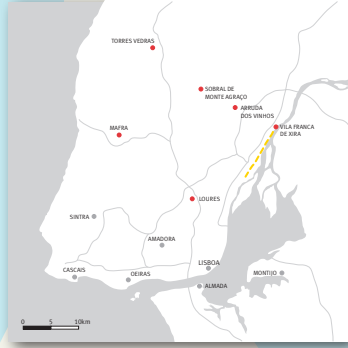 TORRES VEDRAS
SOBRAL DE
MONTE AGRAÇO
ARRUDA
DOS VINHOS
VILA FRANCA
DE XIRA
MAFRA
LOURES
SINTRA
AMADORA
LISBOA
CASCAIS
OEIRAS
MONTIJO
ALMADA
0 5 10km